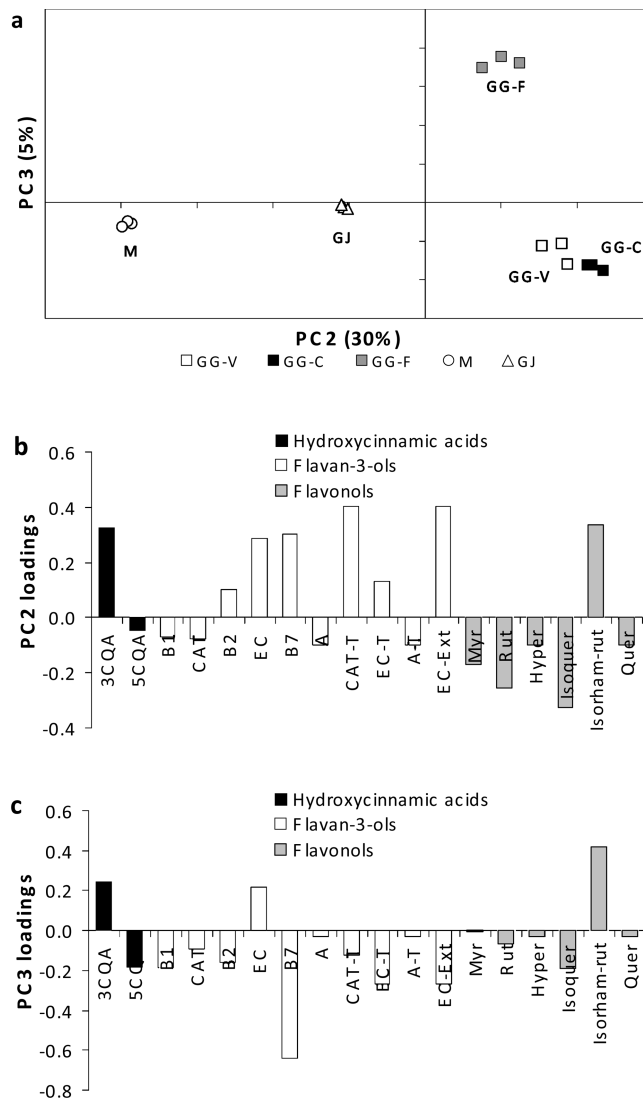 a
PC3 (5%)
GG-F
M
GJ
GG-V
GG-C
PC2 (30%)
GG-V GG-C GG-F M GJ
b
Hydroxycinnamic acids
Flavan-3-ols
Flavonols
PC2 loadings
0.6
0.4
0.2
0.0
-0.2
-0.4
3CQA 5CQA B1 CAT B2 EC B7 A CAT-T EC-T A-T EC-Ext Myr Rut Hyper Isoquer Isorham-rut Quer
c
Hydroxycinnamic acids
Flavan-3-ols
Flavonols
PC3 loadings
0.6
0.4
0.2
0.0
-0.2
-0.4
-0.6
-0.8
3CQA 5CQ B1 CAT B2 EC B7 A CAT-T EC-T A-T EC-Ext Myr Rut Hyper Isoquer Isorham-rut Quer